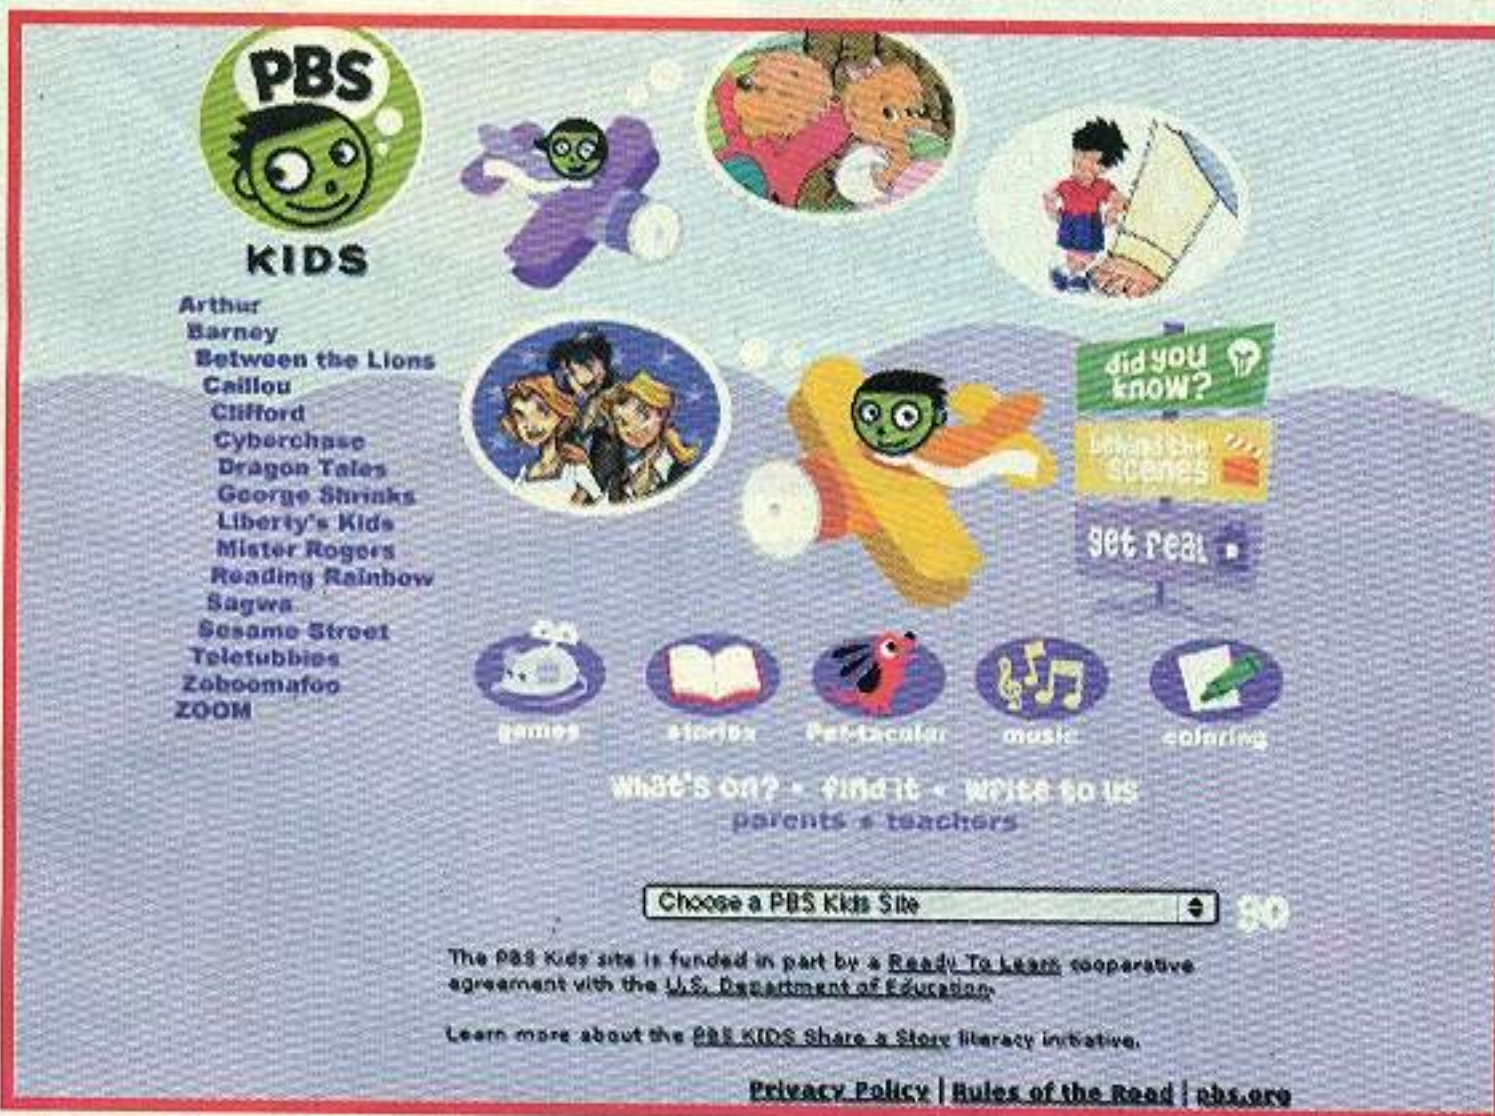 PBS
KIDS
Arthur
Barney
Between the Lions
Caillou
Clifford
Cyberchase
Dragon Tales
George Shrinks
Liberty's Kids
Mister Rogers
Reading Rainbow
Sagwa
Sesame Street
Teletubbies
Zoboomafoo
ZOOM
did you
know?
behind the
scenes
get real
games
stories
Pet-tacular
music
coloring
what's on? • find it • write to us
parents • teachers
Choose a PBS Kids Site
go
The PBS Kids site is funded in part by a Ready To Learn cooperative
agreement with the U.S. Department of Education.
Learn more about the PBS KIDS Share a Story literacy initiative.
Privacy Policy | Rules of the Road | pbs.org